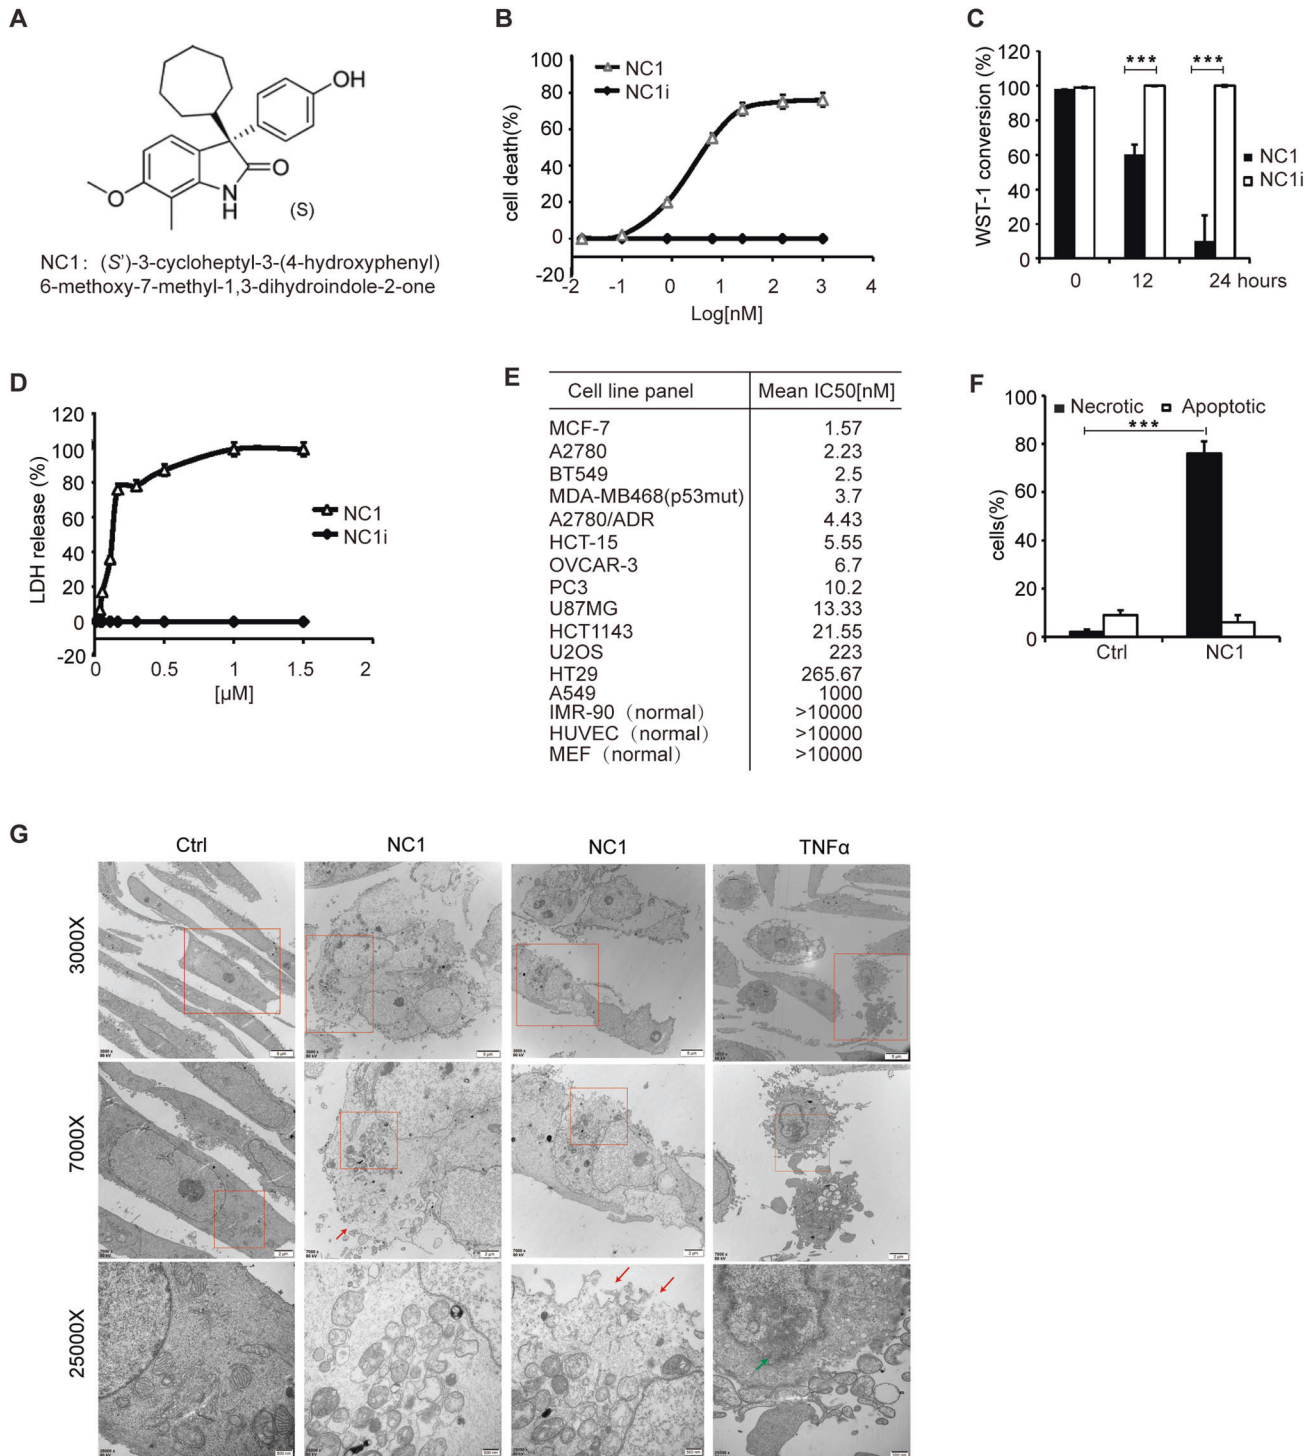 A
OH
O
O
N
H
(S)
NC1: (S')-3-cycloheptyl-3-(4-hydroxyphenyl)
6-methoxy-7-methyl-1,3-dihydroindole-2-one
B
cell death(%)
100
80
60
40
20
0
-20
-2 -1 0 1 2 3 4
Log[nM]
NC1
NC1i
C
WST-1 conversion (%)
120
100
80
60
40
20
0
*** ***
0 12 24 hours
NC1
NC1i
D
LDH release (%)
120
100
80
60
40
20
0
-20
0 0.5 1 1.5 2
[µM]
NC1
NC1i
E
Cell line panel Mean IC50[nM]
MCF-7 1.57
A2780 2.23
BT549 2.5
MDA-MB468(p53mut) 3.7
A2780/ADR 4.43
HCT-15 5.55
OVCAR-3 6.7
PC3 10.2
U87MG 13.33
HCT1143 21.55
U2OS 223
HT29 265.67
A549 1000
IMR-90（normal） >10000
HUVEC（normal） >10000
MEF（normal） >10000
F
cells(%)
100
80
60
40
20
0
Necrotic Apoptotic
***
Ctrl NC1
G
Ctrl NC1 NC1 TNFα
3000X
7000X
25000X